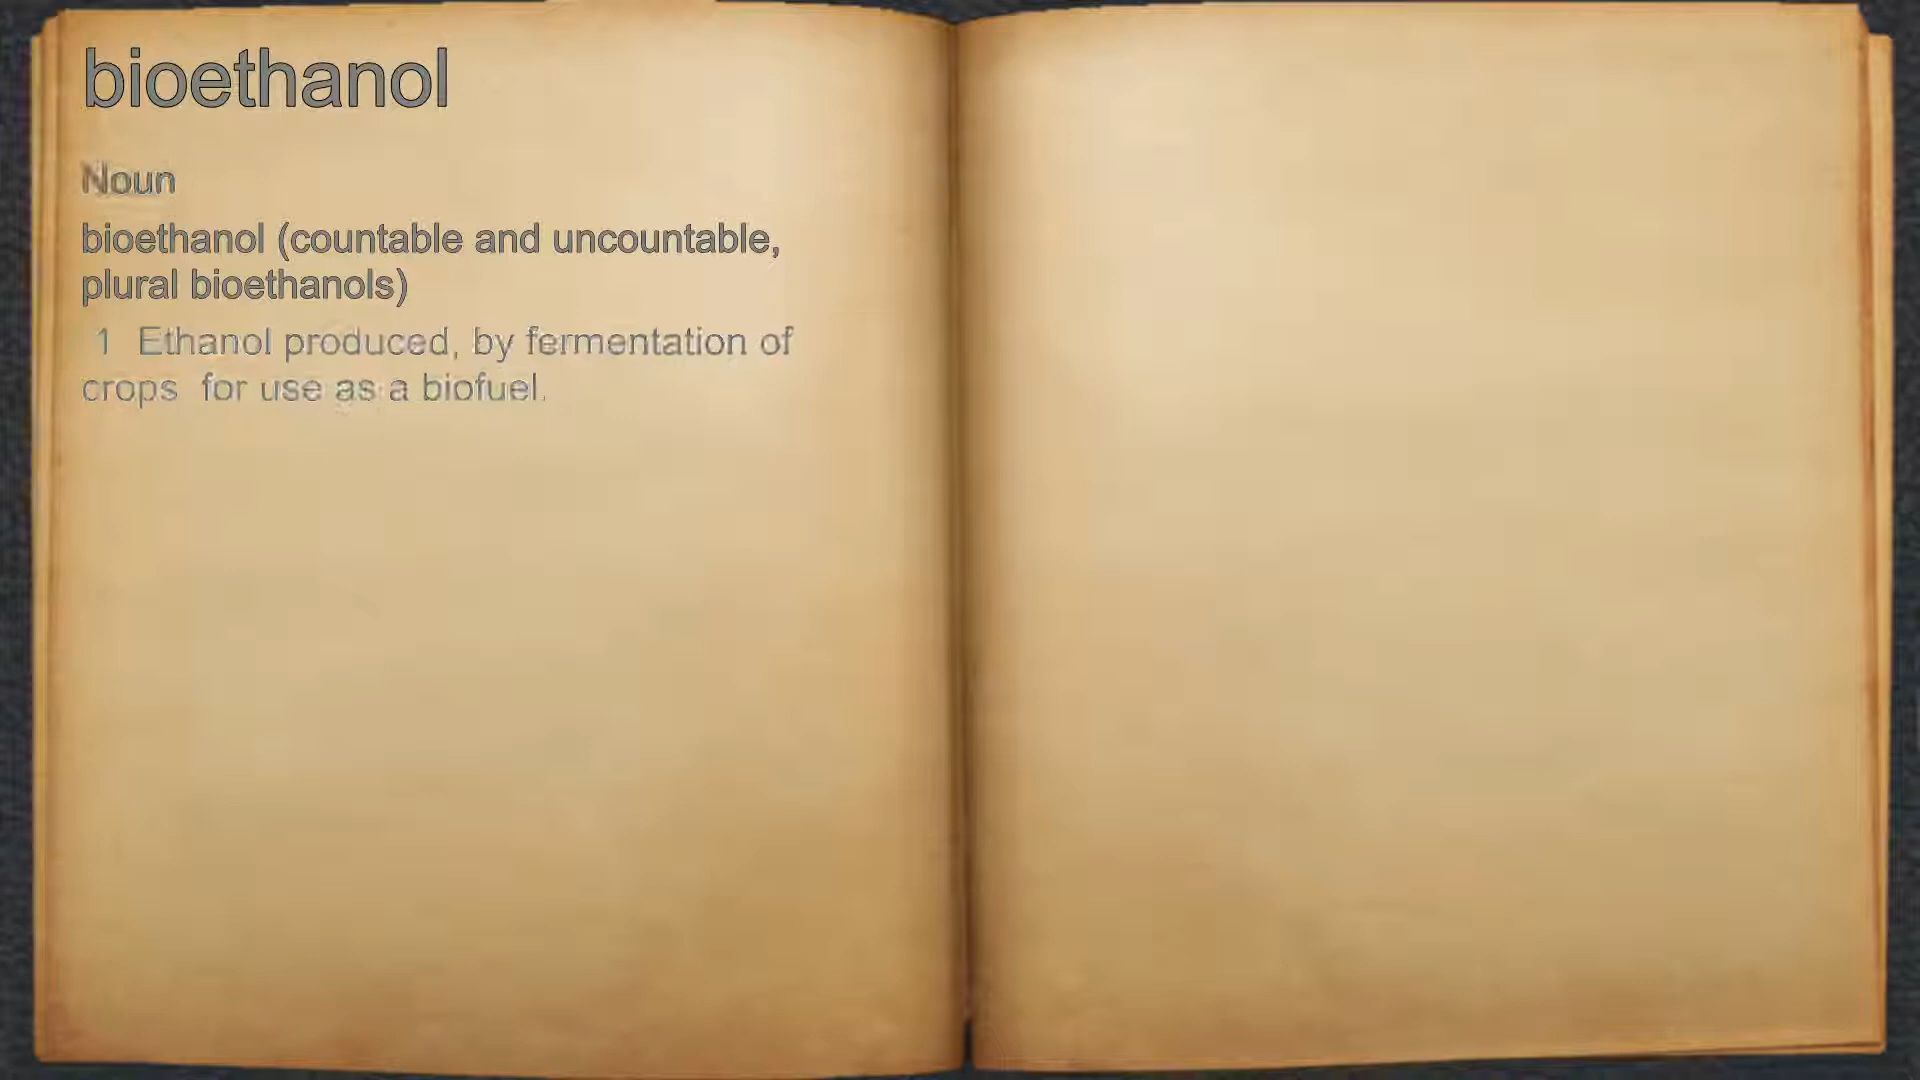 bioethanol
Noun
bioethanol (countable and uncountable,
plural bioethanols)
1 Ethanol produced, by fermentation of
crops for use as a biofuel.